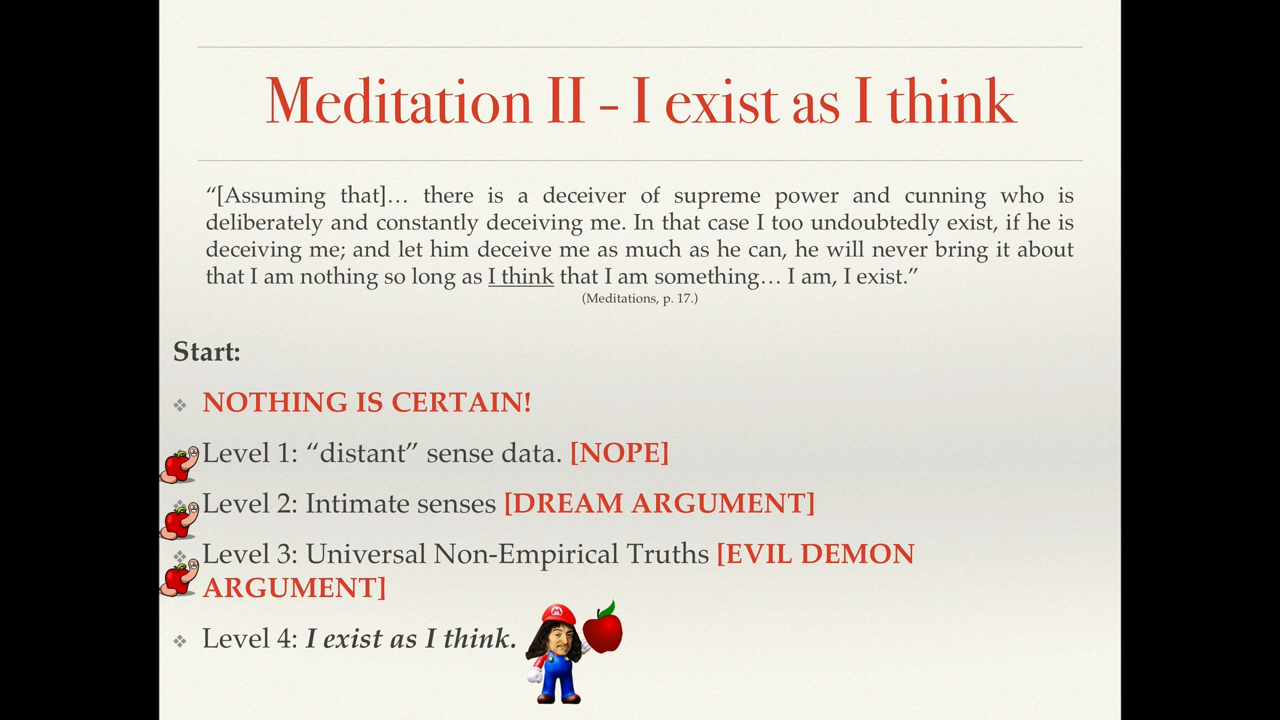 Meditation II - I exist as I think
“[Assuming that]… there is a deceiver of supreme power and cunning who is
deliberately and constantly deceiving me. In that case I too undoubtedly exist, if he is
deceiving me; and let him deceive me as much as he can, he will never bring it about
that I am nothing so long as I think that I am something… I am, I exist.”
(Meditations, p. 17.)
Start:
NOTHING IS CERTAIN!
Level 1: “distant” sense data. [NOPE]
Level 2: Intimate senses [DREAM ARGUMENT]
Level 3: Universal Non-Empirical Truths [EVIL DEMON
ARGUMENT]
Level 4: I exist as I think.
M